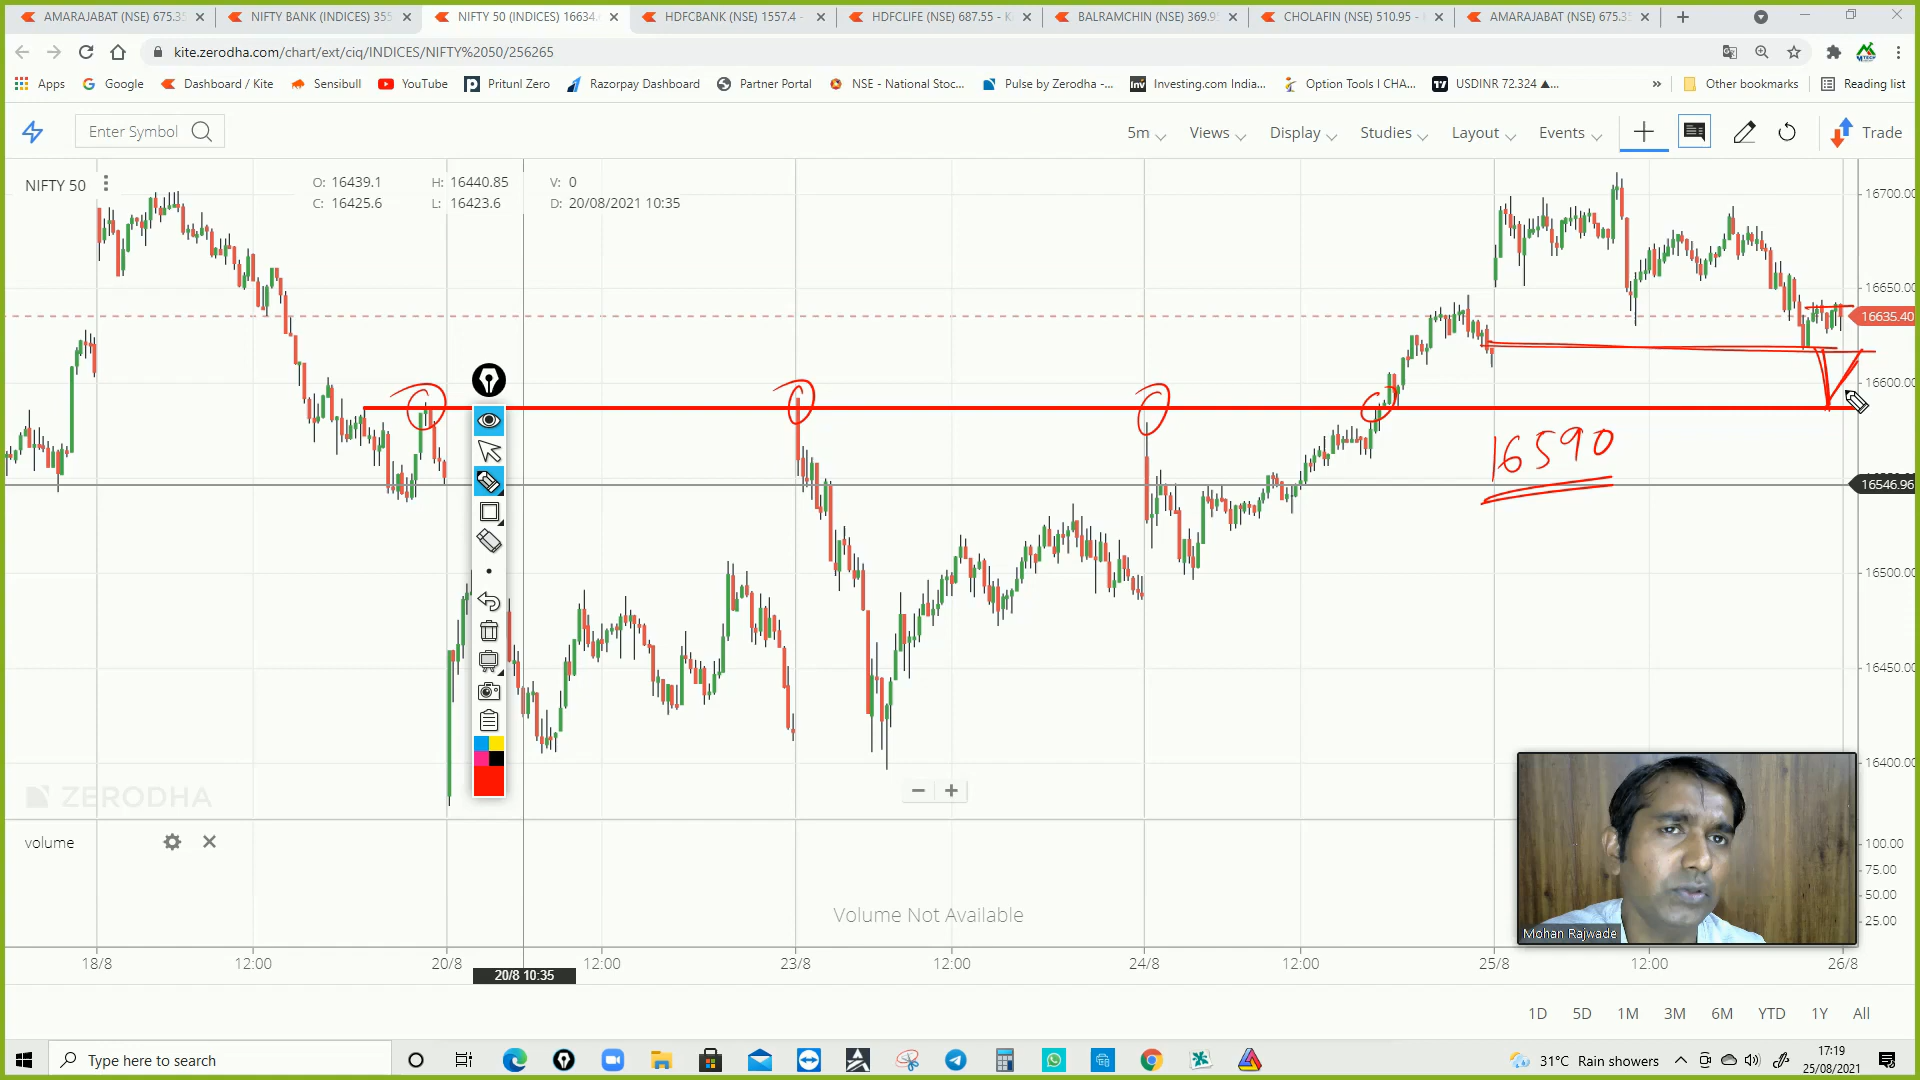 AMARAJABAT (NSE) 675.35
NIFTY BANK (INDICES) 355
NIFTY 50 (INDICES) 16634.
HDFCBANK (NSE) 1557.4 -
HDFCLIFE (NSE) 687.55 - K
BALRAMCHIN (NSE) 369.95
CHOLAFIN (NSE) 510.95 -
AMARAJABAT (NSE) 675.35
kite.zerodha.com/chart/ext/ciq/INDICES/NIFTY%2050/256265
Apps
Google
Dashboard / Kite
Sensibull
YouTube
Pritunl Zero
Razorpay Dashboard
Partner Portal
NSE - National Stoc...
Pulse by Zerodha -...
Investing.com India...
Option Tools I CHA...
USDINR 72.324 ▲...
»
Other bookmarks
Reading list
Enter Symbol
5m
Views
Display
Studies
Layout
Events
Trade
NIFTY 50
O: 16439.1
H: 16440.85
V: 0
C: 16425.6
L: 16423.6
D: 20/08/2021 10:35
16700.00
16650.00
16635.40
16600.00
16590
16546.96
16500.00
16450.00
16400.00
ZERODHA
volume
100.00
75.00
50.00
25.00
Volume Not Available
Mohan Rajwade
18/8
12:00
20/8
12:00
23/8
12:00
24/8
12:00
25/8
12:00
26/8
20/8 10:35
1D
5D
1M
3M
6M
YTD
1Y
All
Type here to search
31°C Rain showers
17:19
25/08/2021